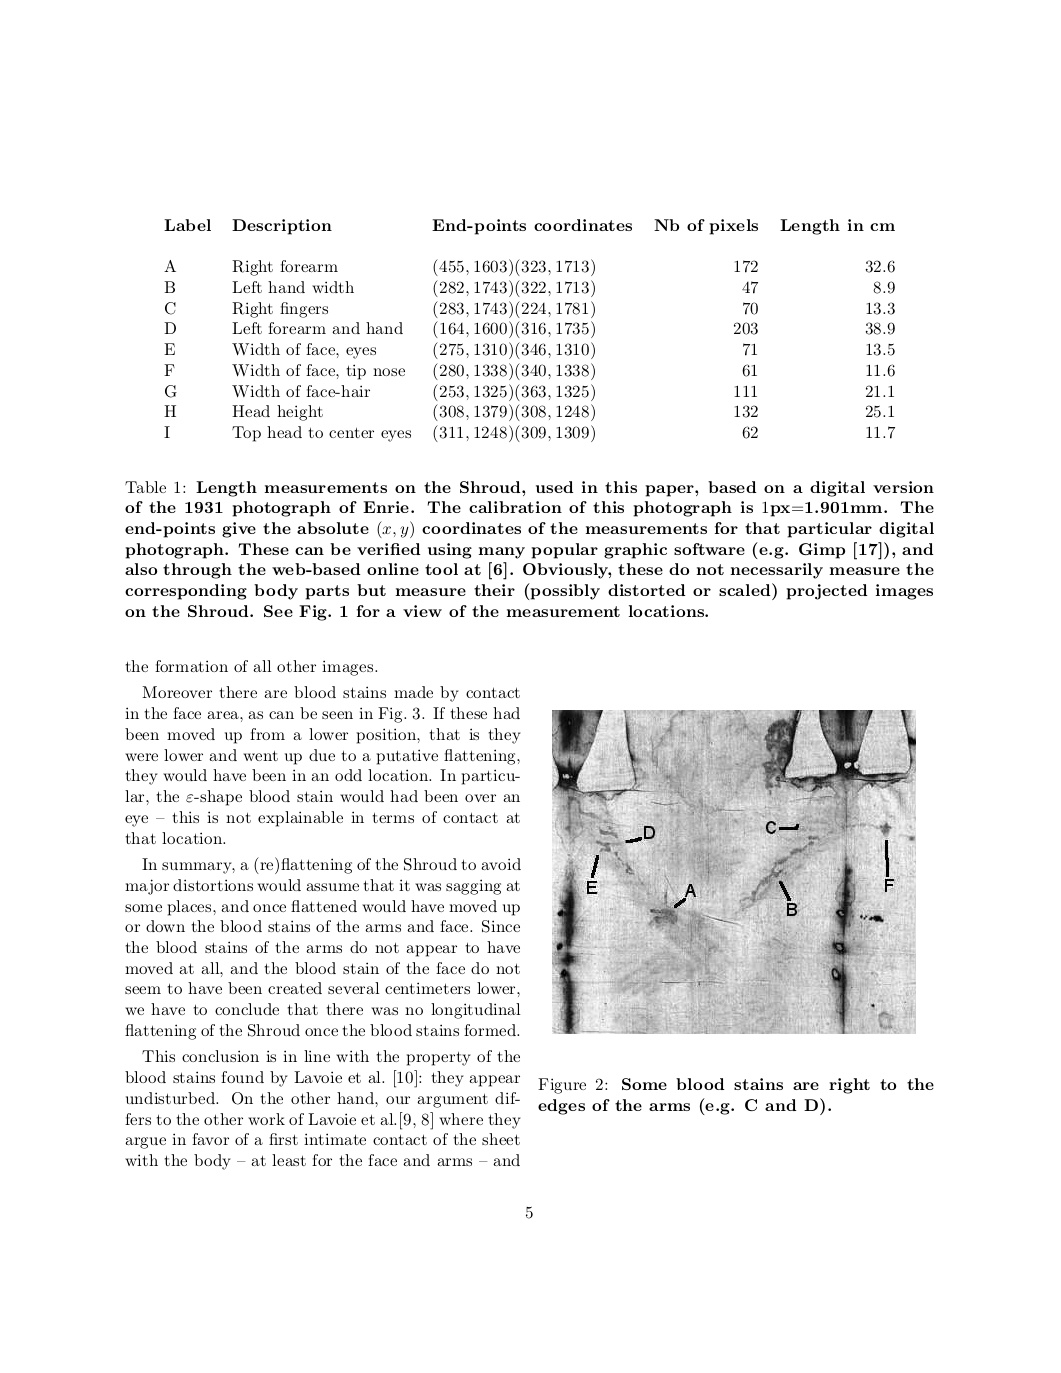 Label Description End-points coordinates Nb of pixels Length in cm
A Right forearm (455, 1603)(323, 1713) 172 32.6
B Left hand width (282, 1743)(322, 1713) 47 8.9
C Right fingers (283, 1743)(224, 1781) 70 13.3
D Left forearm and hand (164, 1600)(316, 1735) 203 38.9
E Width of face, eyes (275, 1310)(346, 1310) 71 13.5
F Width of face, tip nose (280, 1338)(340, 1338) 61 11.6
G Width of face-hair (253, 1325)(363, 1325) 111 21.1
H Head height (308, 1379)(308, 1248) 132 25.1
I Top head to center eyes (311, 1248)(309, 1309) 62 11.7
Table 1: Length measurements on the Shroud, used in this paper, based on a digital version
of the 1931 photograph of Enrie. The calibration of this photograph is 1px=1.901mm. The
end-points give the absolute (x, y) coordinates of the measurements for that particular digital
photograph. These can be verified using many popular graphic software (e.g. Gimp [17]), and
also through the web-based online tool at [6]. Obviously, these do not necessarily measure the
corresponding body parts but measure their (possibly distorted or scaled) projected images
on the Shroud. See Fig. 1 for a view of the measurement locations.
the formation of all other images.
Moreover there are blood stains made by contact
in the face area, as can be seen in Fig. 3. If these had
been moved up from a lower position, that is they
were lower and went up due to a putative flattening,
they would have been in an odd location. In particu-
lar, the ε-shape blood stain would had been over an
eye – this is not explainable in terms of contact at
that location.
In summary, a (re)flattening of the Shroud to avoid
major distortions would assume that it was sagging at
some places, and once flattened would have moved up
or down the blood stains of the arms and face. Since
the blood stains of the arms do not appear to have
moved at all, and the blood stain of the face do not
seem to have been created several centimeters lower,
we have to conclude that there was no longitudinal
flattening of the Shroud once the blood stains formed.
This conclusion is in line with the property of the
blood stains found by Lavoie et al. [10]: they appear
undisturbed. On the other hand, our argument dif-
fers to the other work of Lavoie et al.[9, 8] where they
argue in favor of a first intimate contact of the sheet
with the body – at least for the face and arms – and
C
D
E
A
B
F
Figure 2: Some blood stains are right to the
edges of the arms (e.g. C and D).
5